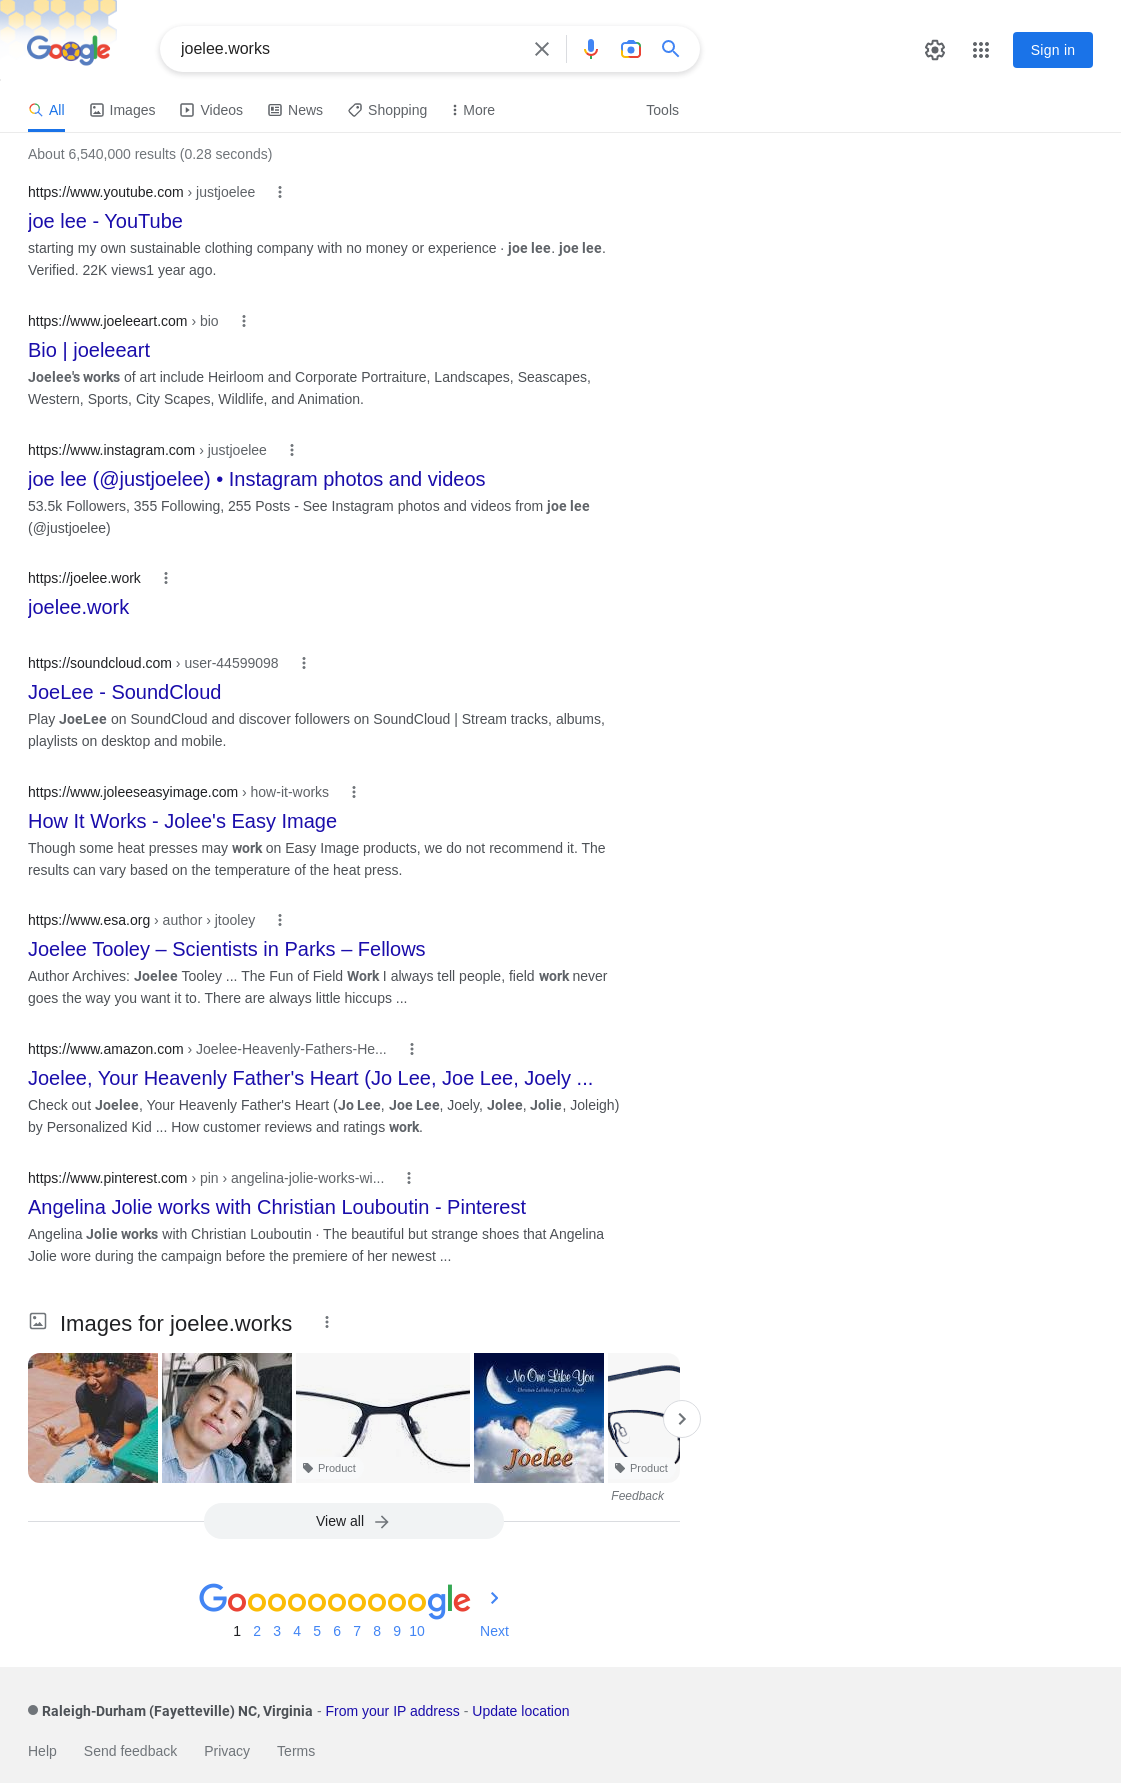 Google
joelee.works
Sign in
All Images Videos News Shopping More Tools
About 6,540,000 results (0.28 seconds)
https://www.youtube.com › justjoelee
joe lee - YouTube
starting my own sustainable clothing company with no money or experience · joe lee. joe lee.
Verified. 22K views1 year ago.
https://www.joeleeart.com › bio
Bio | joeleeart
Joelee's works of art include Heirloom and Corporate Portraiture, Landscapes, Seascapes,
Western, Sports, City Scapes, Wildlife, and Animation.
https://www.instagram.com › justjoelee
joe lee (@justjoelee) • Instagram photos and videos
53.5k Followers, 355 Following, 255 Posts - See Instagram photos and videos from joe lee
(@justjoelee)
https://joelee.work
joelee.work
https://soundcloud.com › user-44599098
JoeLee - SoundCloud
Play JoeLee on SoundCloud and discover followers on SoundCloud | Stream tracks, albums,
playlists on desktop and mobile.
https://www.joleeseasyimage.com › how-it-works
How It Works - Jolee's Easy Image
Though some heat presses may work on Easy Image products, we do not recommend it. The
results can vary based on the temperature of the heat press.
https://www.esa.org › author › jtooley
Joelee Tooley – Scientists in Parks – Fellows
Author Archives: Joelee Tooley ... The Fun of Field Work I always tell people, field work never
goes the way you want it to. There are always little hiccups ...
https://www.amazon.com › Joelee-Heavenly-Fathers-He...
Joelee, Your Heavenly Father's Heart (Jo Lee, Joe Lee, Joely ...
Check out Joelee, Your Heavenly Father's Heart (Jo Lee, Joe Lee, Joely, Jolee, Jolie, Joleigh)
by Personalized Kid ... How customer reviews and ratings work.
https://www.pinterest.com › pin › angelina-jolie-works-wi...
Angelina Jolie works with Christian Louboutin - Pinterest
Angelina Jolie works with Christian Louboutin · The beautiful but strange shoes that Angelina
Jolie wore during the campaign before the premiere of her newest ...
Images for joelee.works
No One Like You
Christian Lullabies for Little Angels
Joelee
Product Product
Feedback
View all
Goooooooooogle
1 2 3 4 5 6 7 8 9 10 Next
Raleigh-Durham (Fayetteville) NC, Virginia - From your IP address - Update location
Help Send feedback Privacy Terms